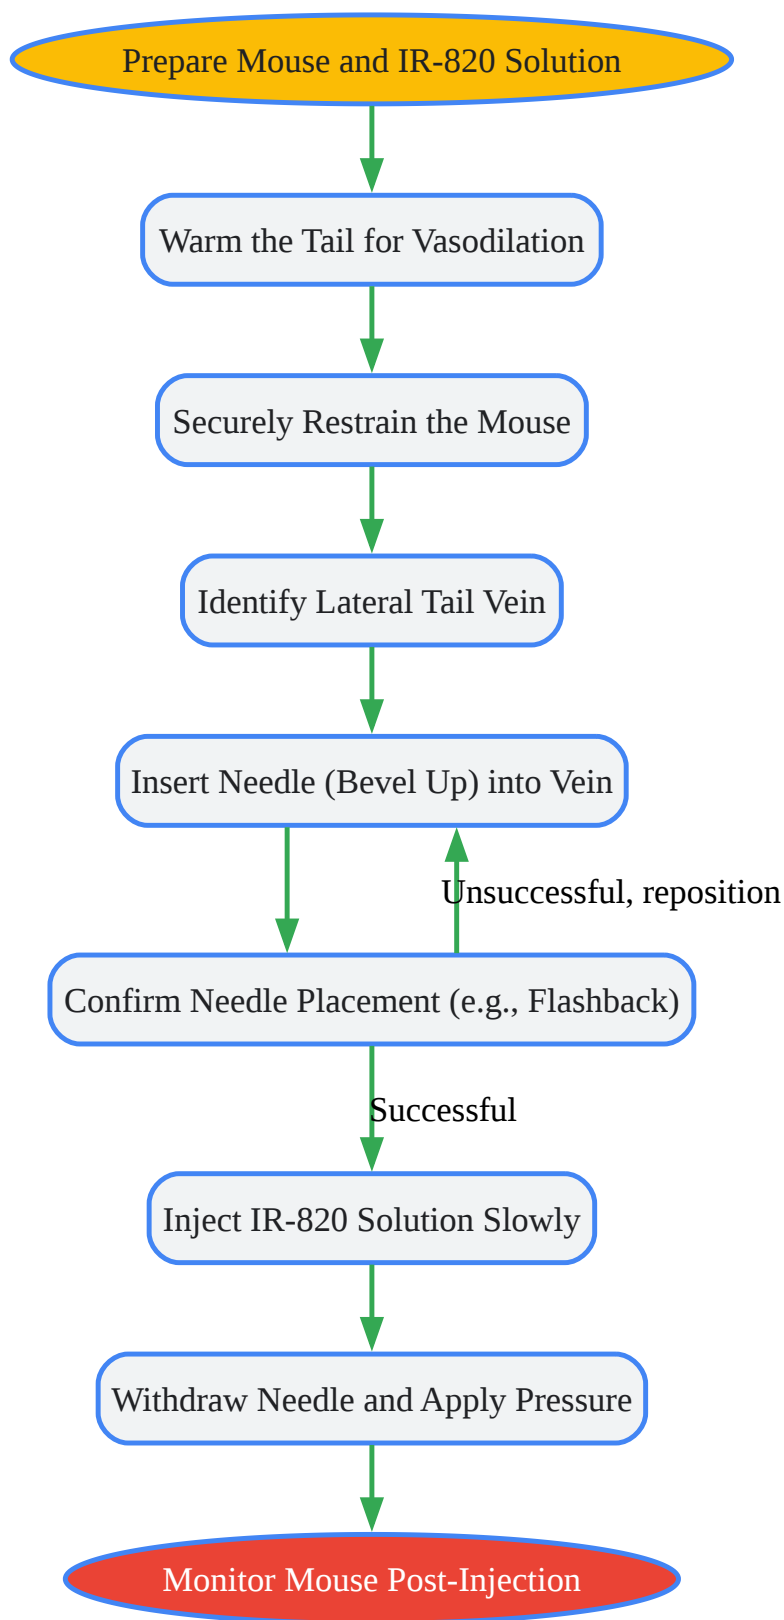 Prepare Mouse and IR-820 Solution
Warm the Tail for Vasodilation
Securely Restrain the Mouse
Identify Lateral Tail Vein
Insert Needle (Bevel Up) into Vein
Unsuccessful, reposition
Confirm Needle Placement (e.g., Flashback)
Successful
Inject IR-820 Solution Slowly
Withdraw Needle and Apply Pressure
Monitor Mouse Post-Injection